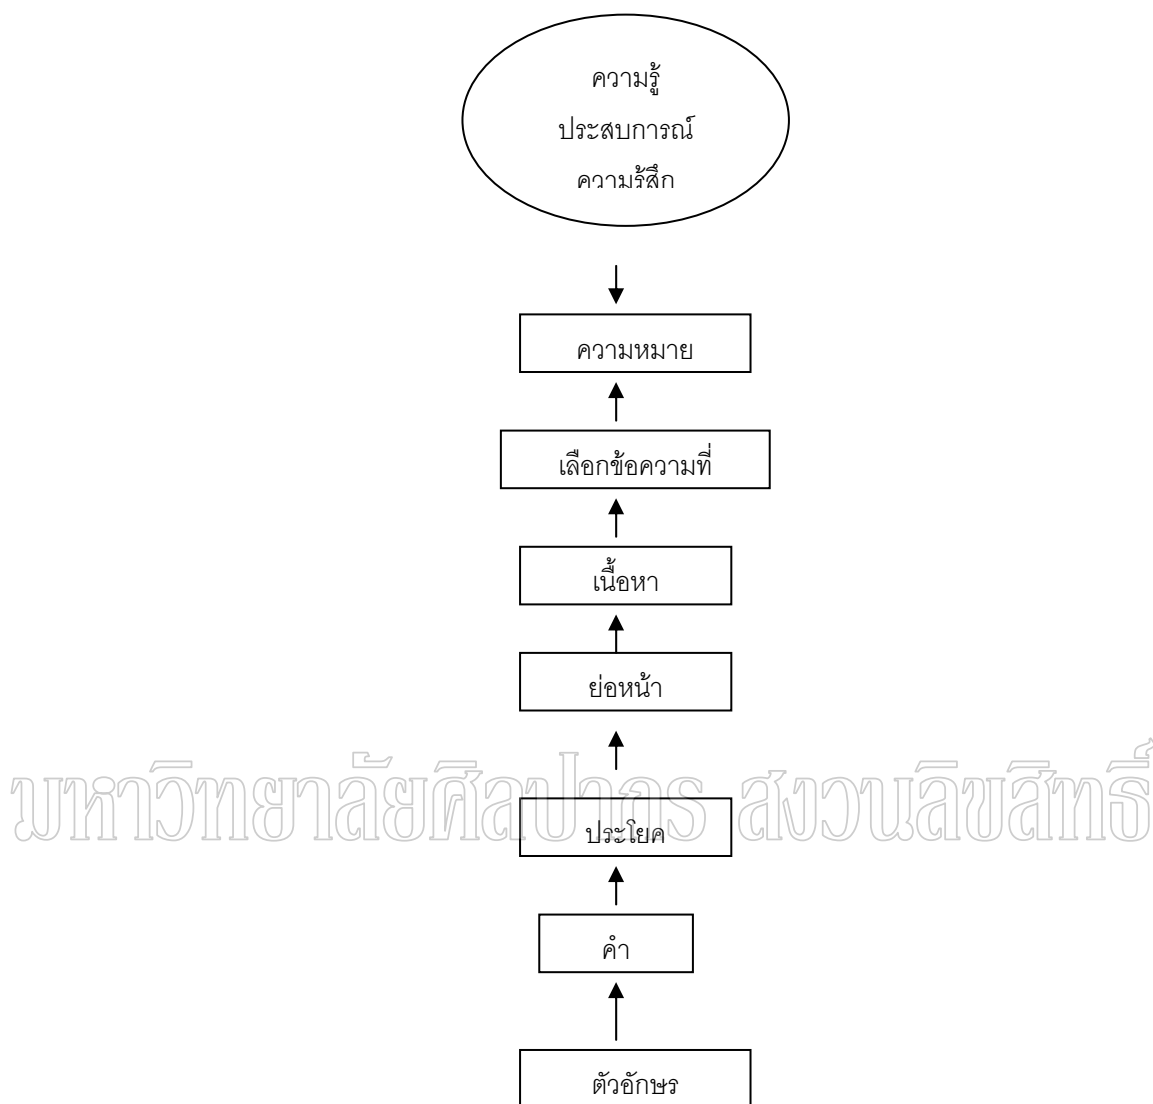 ความรู้
ประสบการณ์
ความรู้สึก
ความหมาย
เลือกข้อความที่
เนื้อหา
ย่อหน้า
มหาวิทยาลัยศิลปากร สงวนลิขสิทธิ์
ประโยค
คำ
ตัวอักษร